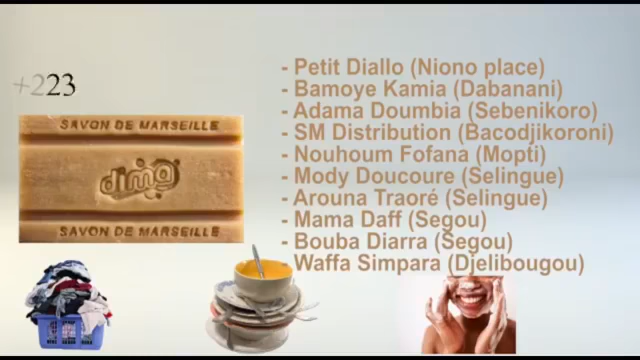 +223
SAVON DE MARSEILLE
dima
SAVON DE MARSEILLE
- Petit Diallo (Niono place)
- Bamoye Kamia (Dabanani)
- Adama Doumbia (Sebenikoro)
- SM Distribution (Bacodjikoroni)
- Nouhoum Fofana (Mopti)
- Mody Doucoure (Selingue)
- Arouna Traoré (Selingue)
- Mama Daff (Segou)
- Bouba Diarra (Segou)
Waffa Simpara (Djelibougou)